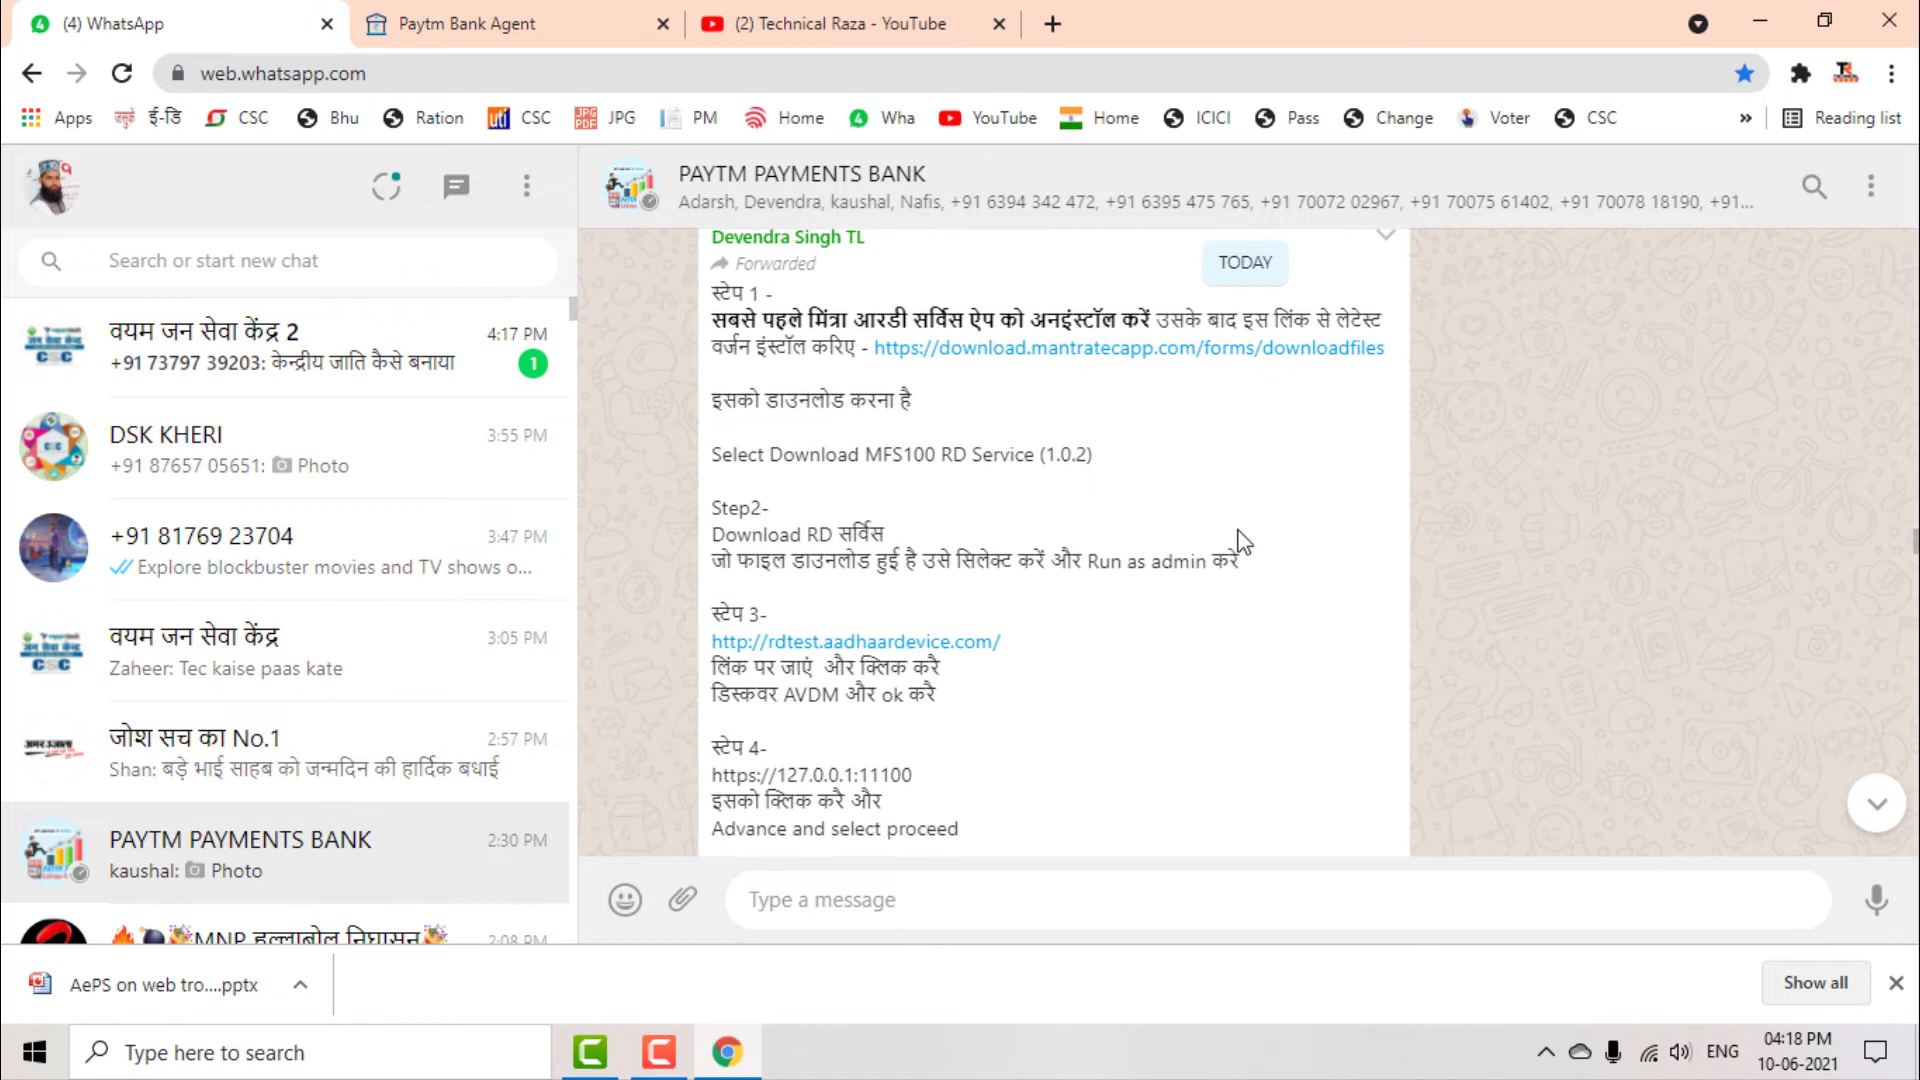 (4) WhatsApp
Paytm Bank Agent
(2) Technical Raza - YouTube
web.whatsapp.com
Apps
ई-डि
CSC
Bhu
Ration
uti
CSC
JPG
PDF
JPG
PM
Home
Wha
YouTube
Home
ICICI
Pass
Change
Voter
CSC
»
Reading list
PAYTM PAYMENTS BANK
Adarsh, Devendra, kaushal, Nafis, +91 6394 342 472, +91 6395 475 765, +91 70072 02967, +91 70075 61402, +91 70078 18190, +91...
Search or start new chat
वयम जन सेवा केंद्र 2
4:17 PM
+91 73797 39203: केन्द्रीय जाति कैसे बनाया
1
DSK KHERI
3:55 PM
+91 87657 05651: Photo
+91 81769 23704
3:47 PM
Explore blockbuster movies and TV shows o...
वयम जन सेवा केंद्र
3:05 PM
Zaheer: Tec kaise paas kate
जोश सच का No.1
2:57 PM
Shan: बड़े भाई साहब को जन्मदिन की हार्दिक बधाई
PAYTM PAYMENTS BANK
2:30 PM
kaushal: Photo
MNP हल्लाबोल निघासन
2:08 PM
Devendra Singh TL
Forwarded
TODAY
स्टेप 1 -
सबसे पहले मिंत्रा आरडी सर्विस ऐप को अनइंस्टॉल करें उसके बाद इस लिंक से लेटेस्ट
वर्जन इंस्टॉल करिए - https://download.mantratecapp.com/forms/downloadfiles
इसको डाउनलोड करना है
Select Download MFS100 RD Service (1.0.2)
Step2-
Download RD सर्विस
जो फाइल डाउनलोड हुई है उसे सिलेक्ट करें और Run as admin करे
स्टेप 3-
http://rdtest.aadhaardevice.com/
लिंक पर जाएं और क्लिक करै
डिस्कवर AVDM और ok करै
स्टेप 4-
https://127.0.0.1:11100
इसको क्लिक करै और
Advance and select proceed
Type a message
AePS on web tro....pptx
Show all
Type here to search
ENG
04:18 PM
10-06-2021